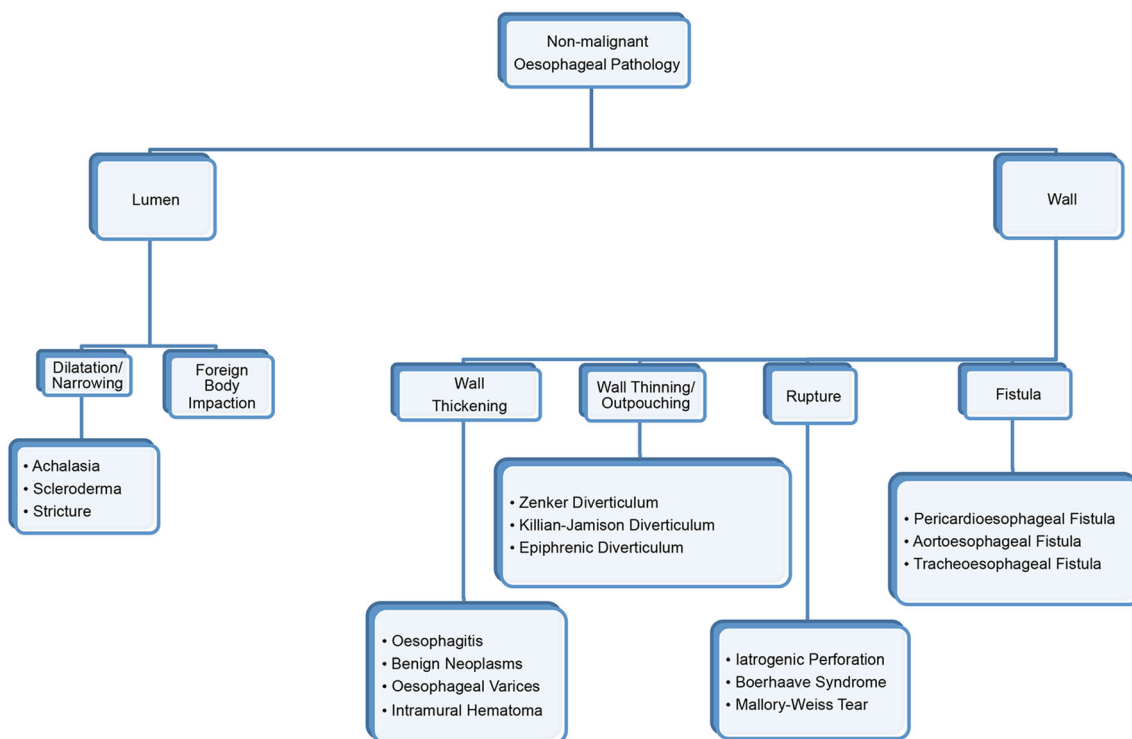 Non-malignant
Oesophageal Pathology
Lumen
Wall
Dilatation/
Narrowing
Foreign
Body
Impaction
Wall
Thickening
Wall Thinning/
Outpouching
Rupture
Fistula
• Achalasia
• Scleroderma
• Stricture
• Zenker Diverticulum
• Killian-Jamison Diverticulum
• Epiphrenic Diverticulum
• Pericardioesophageal Fistula
• Aortoesophageal Fistula
• Tracheoesophageal Fistula
• Oesophagitis
• Benign Neoplasms
• Oesophageal Varices
• Intramural Hematoma
• Iatrogenic Perforation
• Boerhaave Syndrome
• Mallory-Weiss Tear